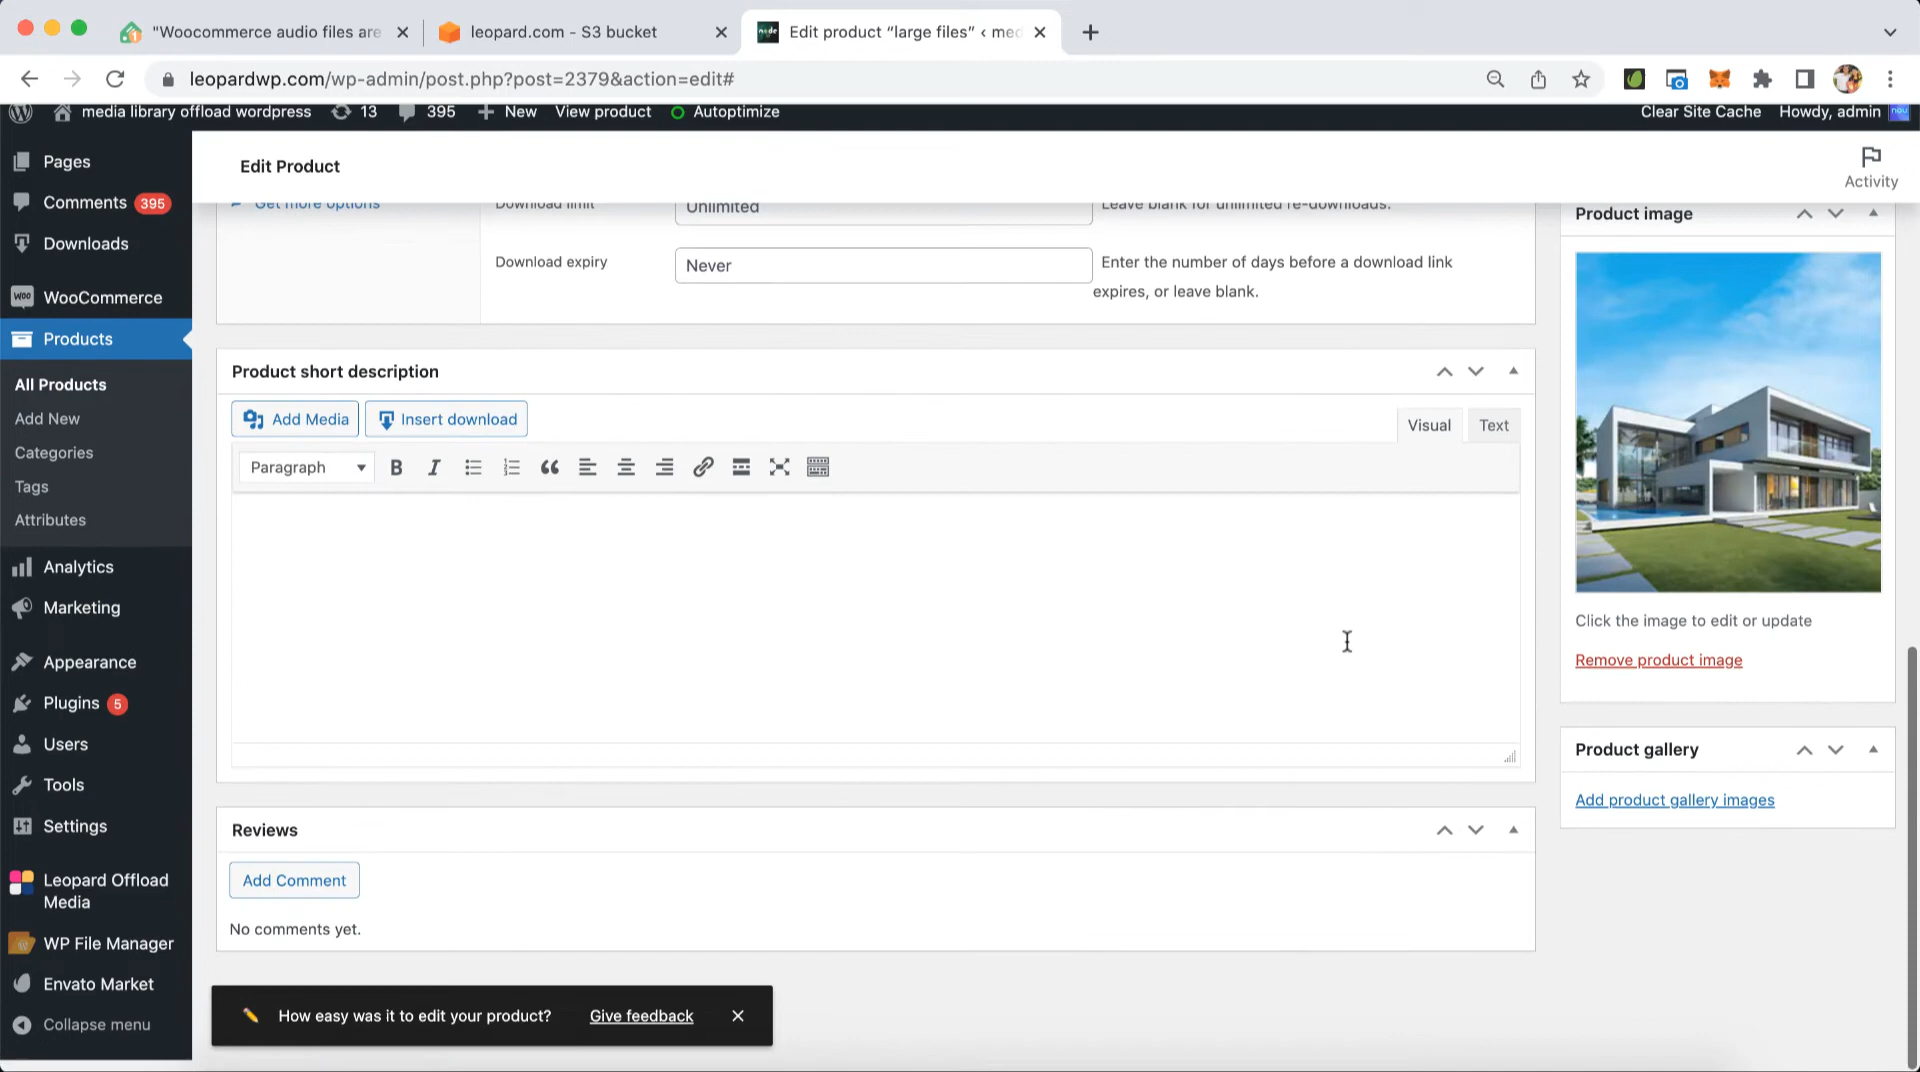 "Woocommerce audio files are
leopard.com - S3 bucket
Edit product “large files” ‹ med
leopardwp.com/wp-admin/post.php?post=2379&action=edit#
media library offload wordpress
13
395
New
View product
Autoptimize
Clear Site Cache
Howdy, admin
Pages
Comments 395
Downloads
WooCommerce
Products
All Products
Add New
Categories
Tags
Attributes
Analytics
Marketing
Appearance
Plugins 5
Users
Tools
Settings
Leopard Offload
Media
WP File Manager
Envato Market
Collapse menu
Edit Product
Activity
Get more options
Download limit
Unlimited
Leave blank for unlimited re-downloads.
Download expiry
Never
Enter the number of days before a download link
expires, or leave blank.
Product short description
Add Media
Insert download
Visual
Text
Paragraph
B
I
Reviews
Add Comment
No comments yet.
How easy was it to edit your product?
Give feedback
Product image
Click the image to edit or update
Remove product image
Product gallery
Add product gallery images